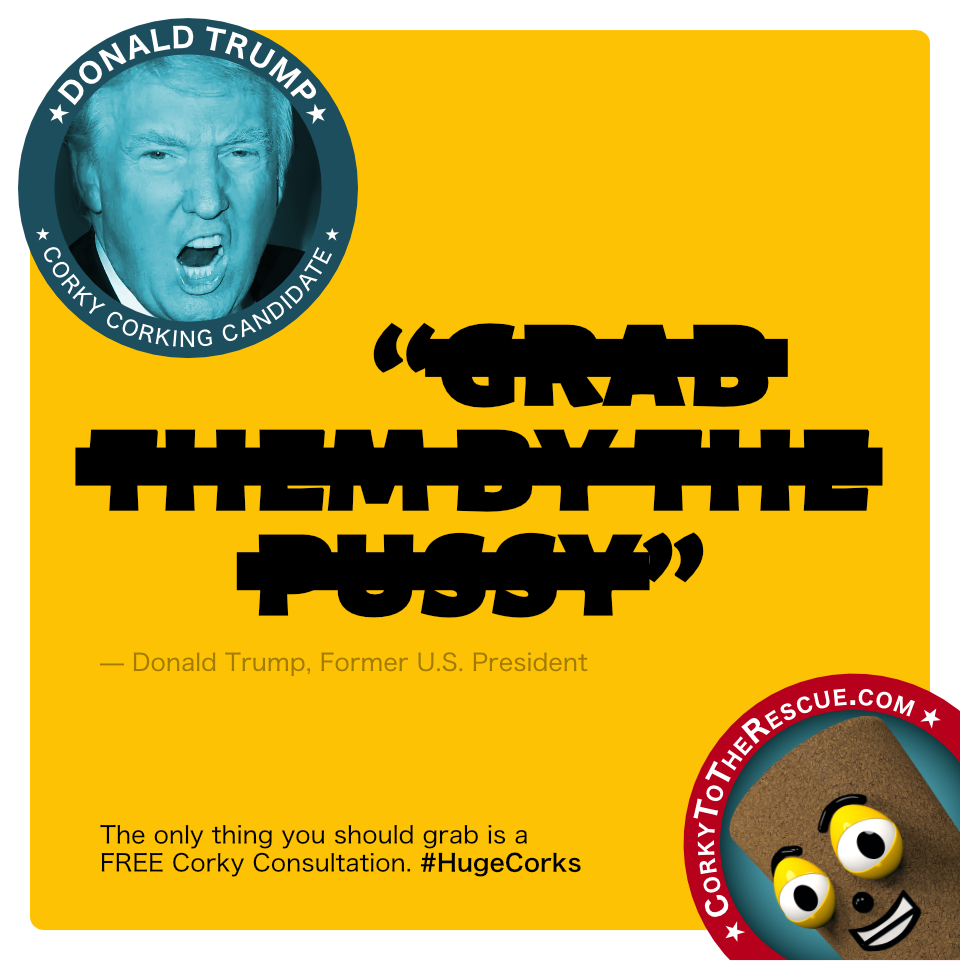 ★DONALD TRUMP★
★ CORKY CORKING CANDIDATE ★
“GRAB
THEM BY THE
PUSSY”
— Donald Trump, Former U.S. President
CORKYTOTHERESCUE.COM ★
★
The only thing you should grab is a
FREE Corky Consultation. #HugeCorks